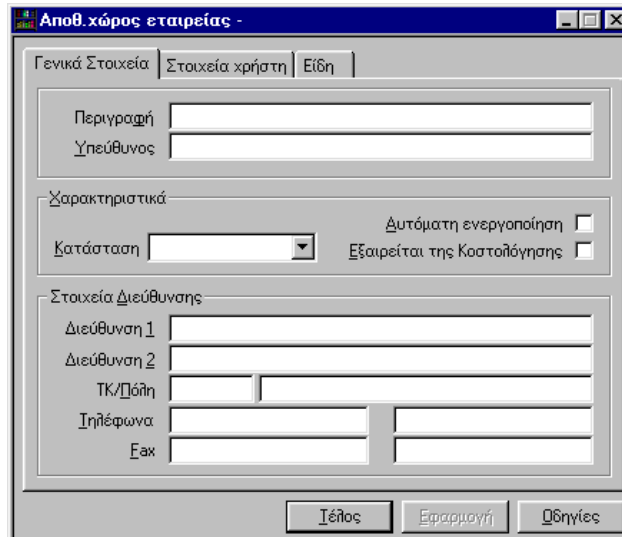 Αποθ.χώρος εταιρείας -
Γενικά Στοιχεία Στοιχεία χρήστη Είδη
Περιγραφή
Υπεύθυνος
Χαρακτηριστικά
Αυτόματη ενεργοποίηση
Κατάσταση Εξαιρείται της Κοστολόγησης
Στοιχεία Διεύθυνσης
Διεύθυνση 1
Διεύθυνση 2
ΤΚ/Πόλη
Τηλέφωνα
Fax
Τέλος Εφαρμογή Οδηγίες